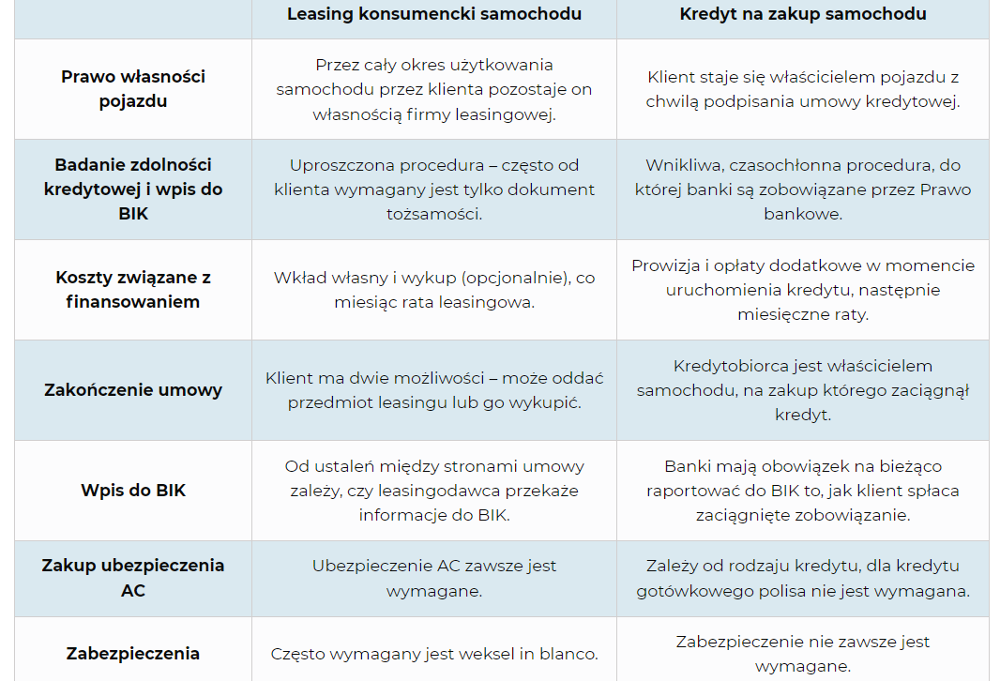 Leasing konsumencki samochodu
Kredyt na zakup samochodu
Prawo własności
pojazdu
Przez cały okres użytkowania
samochodu przez klienta pozostaje on
własnością firmy leasingowej.
Klient staje się właścicielem pojazdu z
chwilą podpisania umowy kredytowej.
Badanie zdolności
kredytowej i wpis do
BIK
Uproszczona procedura – często od
klienta wymagany jest tylko dokument
tożsamości.
Wnikliwa, czasochłonna procedura, do
której banki są zobowiązane przez Prawo
bankowe.
Koszty związane z
finansowaniem
Wkład własny i wykup (opcjonalnie), co
miesiąc rata leasingowa.
Prowizja i opłaty dodatkowe w momencie
uruchomienia kredytu, następnie
miesięczne raty.
Zakończenie umowy
Klient ma dwie możliwości – może oddać
przedmiot leasingu lub go wykupić.
Kredytobiorca jest właścicielem
samochodu, na zakup którego zaciągnął
kredyt.
Wpis do BIK
Od ustaleń między stronami umowy
zależy, czy leasingodawca przekaże
informacje do BIK.
Banki mają obowiązek na bieżąco
raportować do BIK to, jak klient spłaca
zaciągnięte zobowiązanie.
Zakup ubezpieczenia
AC
Ubezpieczenie AC zawsze jest
wymagane.
Zależy od rodzaju kredytu, dla kredytu
gotówkowego polisa nie jest wymagana.
Zabezpieczenia
Często wymagany jest weksel in blanco.
Zabezpieczenie nie zawsze jest
wymagane.